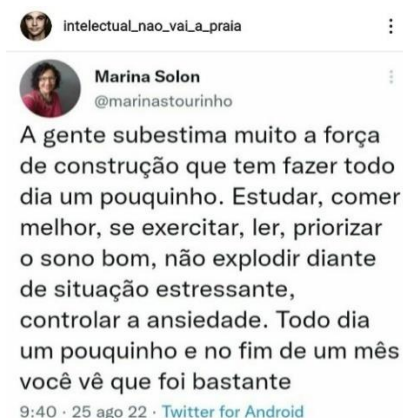 intelectual_nao_vai_a_praia
Marina Solon
@marinastourinho
A gente subestima muito a força
de construção que tem fazer todo
dia um pouquinho. Estudar, comer
melhor, se exercitar, ler, priorizar
o sono bom, não explodir diante
de situação estressante,
controlar a ansiedade. Todo dia
um pouquinho e no fim de um mês
você vê que foi bastante
9:40 · 25 ago 22 · Twitter for Android